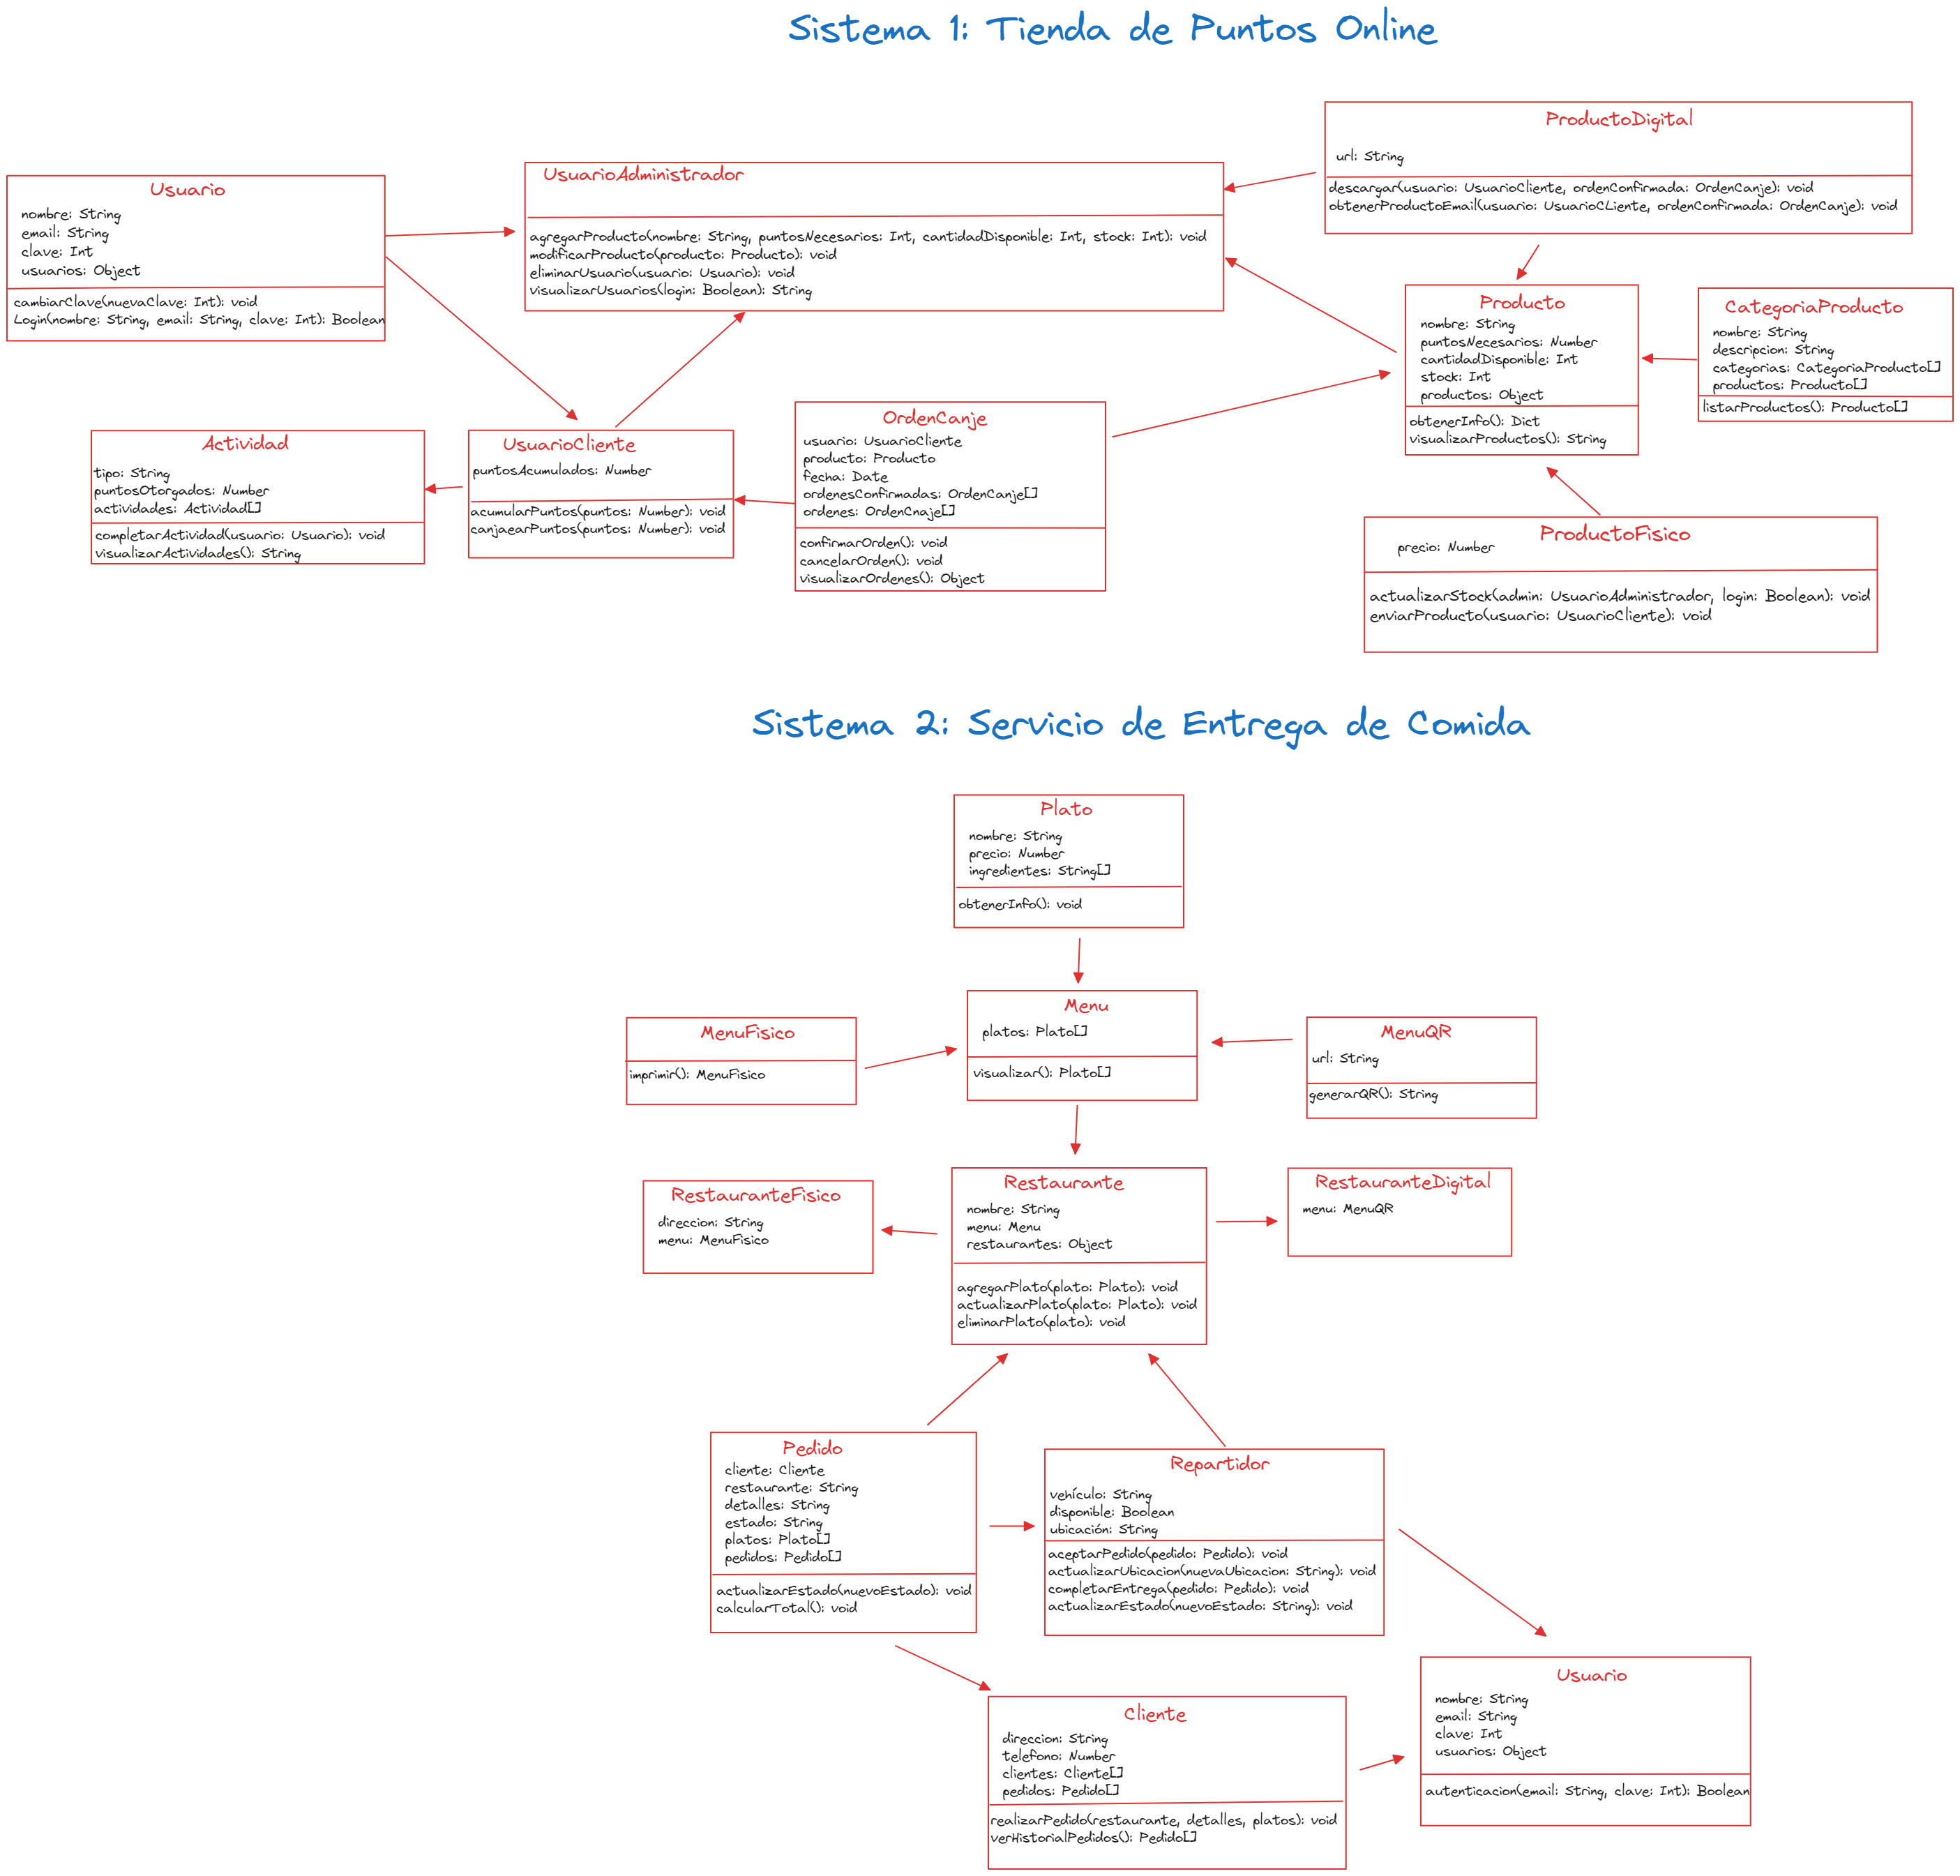 Sistema 1: Tienda de Puntos Online
Usuario
nombre: String
email: String
clave: Int
usuarios: Object
cambiarClave(nuevaClave: Int): void
Login(nombre: String, email: String, clave: Int): Boolean
UsuarioAdministrador
agregarProducto(nombre: String, puntosNecesarios: Int, cantidadDisponible: Int, stock: Int): void
modificarProducto(producto: Producto): void
eliminarUsuario(usuario: Usuario): void
visualizarUsuarios(login: Boolean): String
ProductoDigital
url: String
descargar(usuario: UsuarioCliente, ordenConfirmada: OrdenCanje): void
obtenerProductoEmail(usuario: UsuarioCLiente, ordenConfirmada: OrdenCanje): void
Producto
nombre: String
puntosNecesarios: Number
cantidadDisponible: Int
stock: Int
productos: Object
obtenerInfo(): Dict
visualizarProductos(): String
CategoriaProducto
nombre: String
descripcion: String
categorias: CategoriaProducto[]
productos: Producto[]
listarProductos(): Producto[]
Actividad
tipo: String
puntosOtorgados: Number
actividades: Actividad[]
completarActividad(usuario: Usuario): void
visualizarActividades(): String
UsuarioCliente
puntosAcumulados: Number
acumularPuntos(puntos: Number): void
canjaearPuntos(puntos: Number): void
OrdenCanje
usuario: UsuarioCliente
producto: Producto
fecha: Date
ordenesConfirmadas: OrdenCanje[]
ordenes: OrdenCnaje[]
confirmarOrden(): void
cancelarOrden(): void
visualizarOrdenes(): Object
ProductoFisico
precio: Number
actualizarStock(admin: UsuarioAdministrador, login: Boolean): void
enviarProducto(usuario: UsuarioCliente): void
Sistema 2: Servicio de Entrega de Comida
Plato
nombre: String
precio: Number
ingredientes: String[]
obtenerInfo(): void
MenuFisico
imprimir(): MenuFisico
Menu
platos: Plato[]
visualizar(): Plato[]
MenuQR
url: String
generarQR(): String
RestauranteFisico
direccion: String
menu: MenuFisico
Restaurante
nombre: String
menu: Menu
restaurantes: Object
agregarPlato(plato: Plato): void
actualizarPlato(plato: Plato): void
eliminarPlato(plato): void
RestauranteDigital
menu: MenuQR
Pedido
cliente: Cliente
restaurante: String
detalles: String
estado: String
platos: Plato[]
pedidos: Pedido[]
actualizarEstado(nuevoEstado): void
calcularTotal(): void
Repartidor
vehículo: String
disponible: Boolean
ubicación: String
aceptarPedido(pedido: Pedido): void
actualizarUbicacion(nuevaUbicacion: String): void
completarEntrega(pedido: Pedido): void
actualizarEstado(nuevoEstado: String): void
Cliente
direccion: String
telefono: Number
clientes: Cliente[]
pedidos: Pedido[]
realizarPedido(restaurante, detalles, platos): void
verHistorialPedidos(): Pedido[]
Usuario
nombre: String
email: String
clave: Int
usuarios: Object
autenticacion(email: String, clave: Int): Boolean